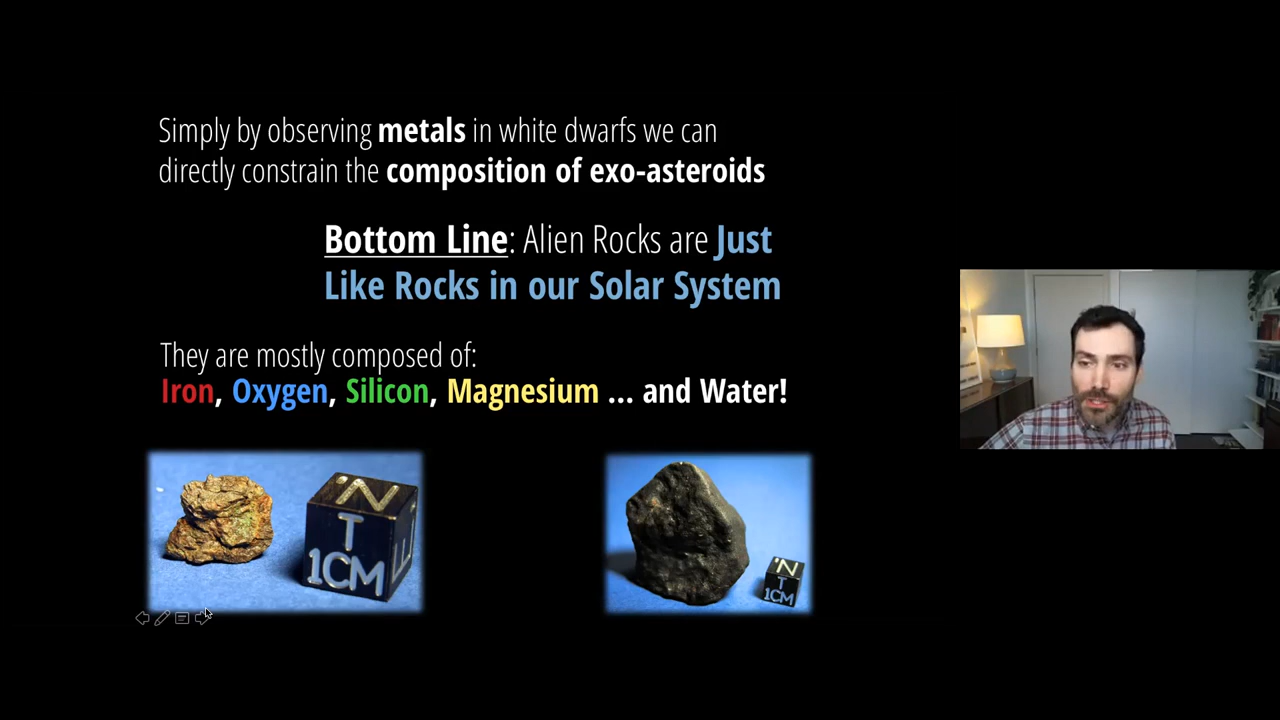 Simply by observing metals in white dwarfs we can
directly constrain the composition of exo-asteroids
Bottom Line: Alien Rocks are Just
Like Rocks in our Solar System
They are mostly composed of:
Iron, Oxygen, Silicon, Magnesium ... and Water!
N
T
1CM
E
N
T
1CM